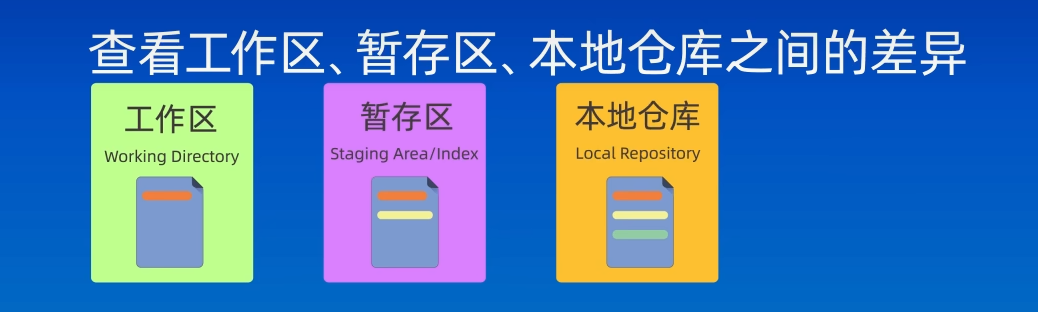 查看工作区、暂存区、本地仓库之间的差异
工作区
Working Directory
暂存区
Staging Area/Index
本地仓库
Local Repository